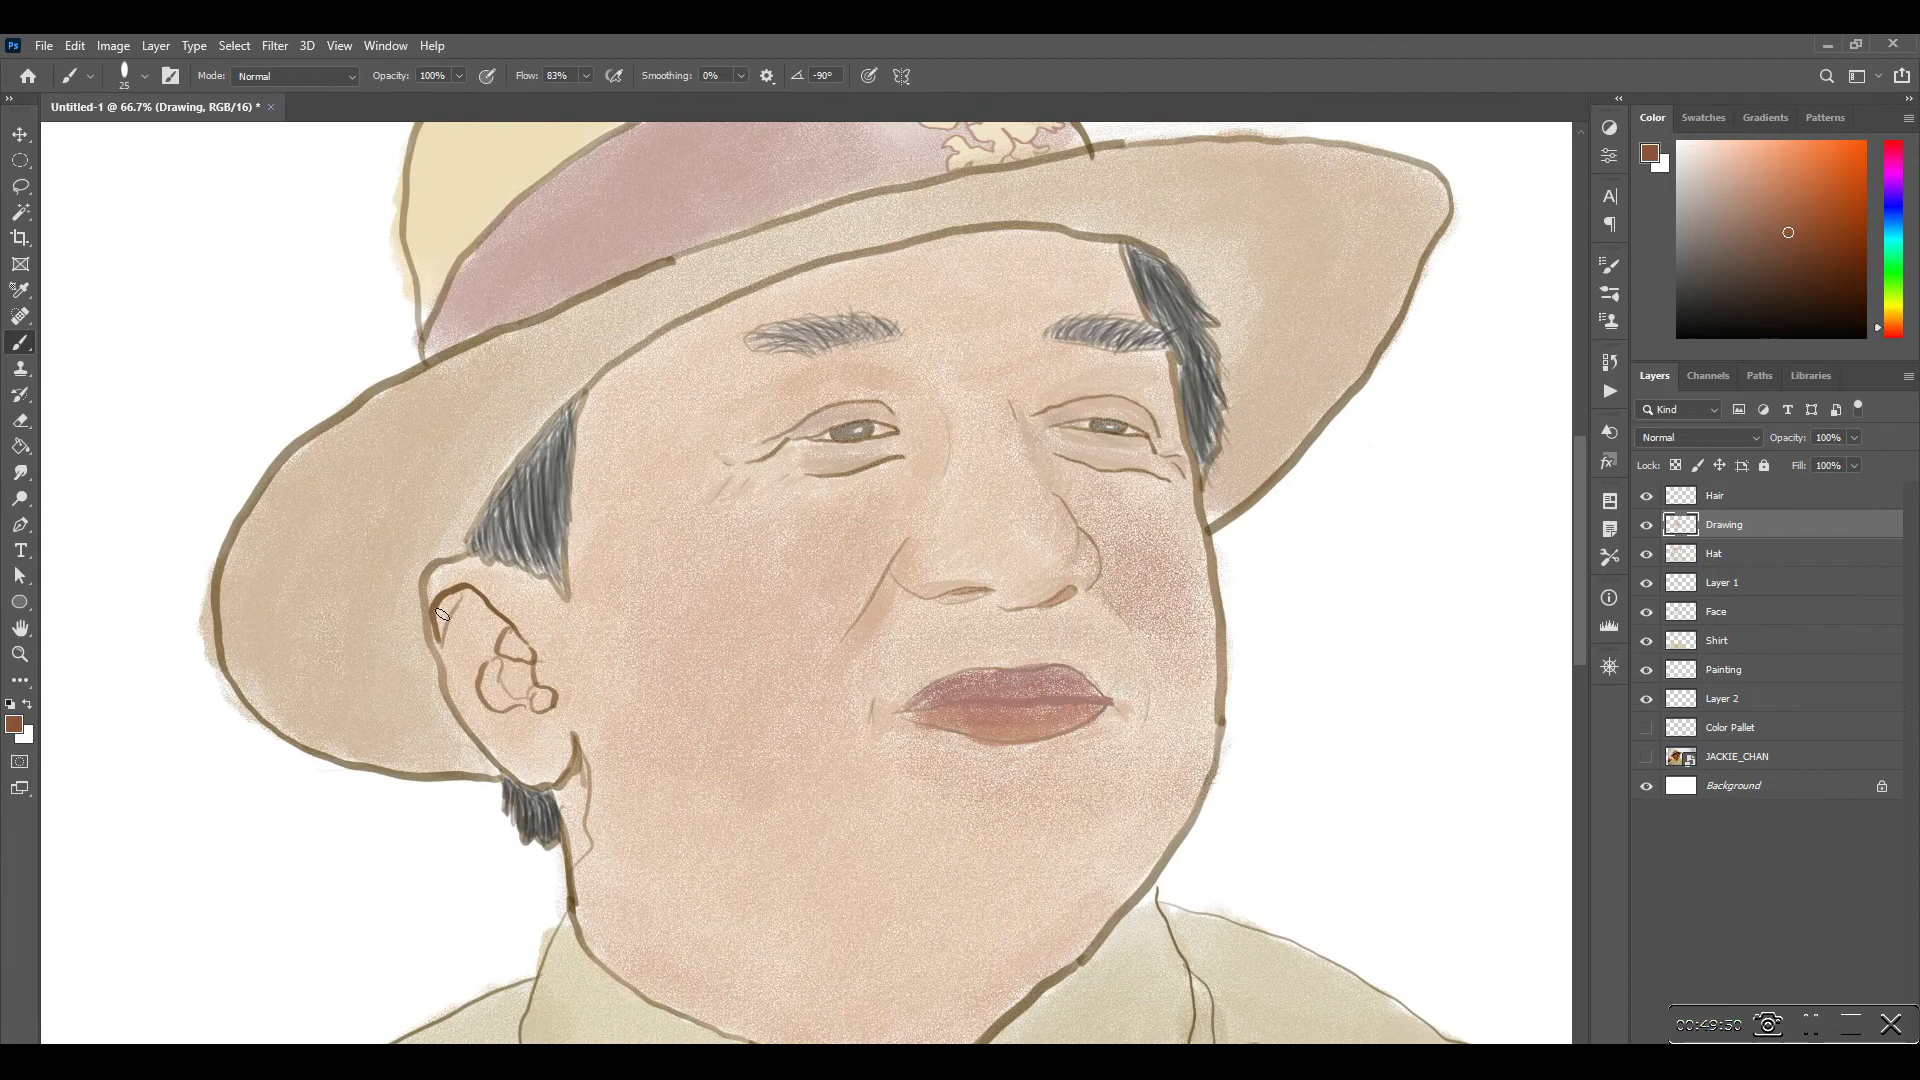 Ps File Edit Image Layer Type Select Filter 3D View Window Help
25 Mode: Normal Opacity: 100% Flow: 83% Smoothing: 0% -90°
Untitled-1 @ 66.7% (Drawing, RGB/16) * ×
Color Swatches Gradients Patterns
Layers Channels Paths Libraries
Kind
Normal Opacity: 100%
Lock: Fill: 100%
Hair
Drawing
Hat
Layer 1
Face
Shirt
Painting
Layer 2
Color Pallet
JACKIE_CHAN
Background
00:49:50